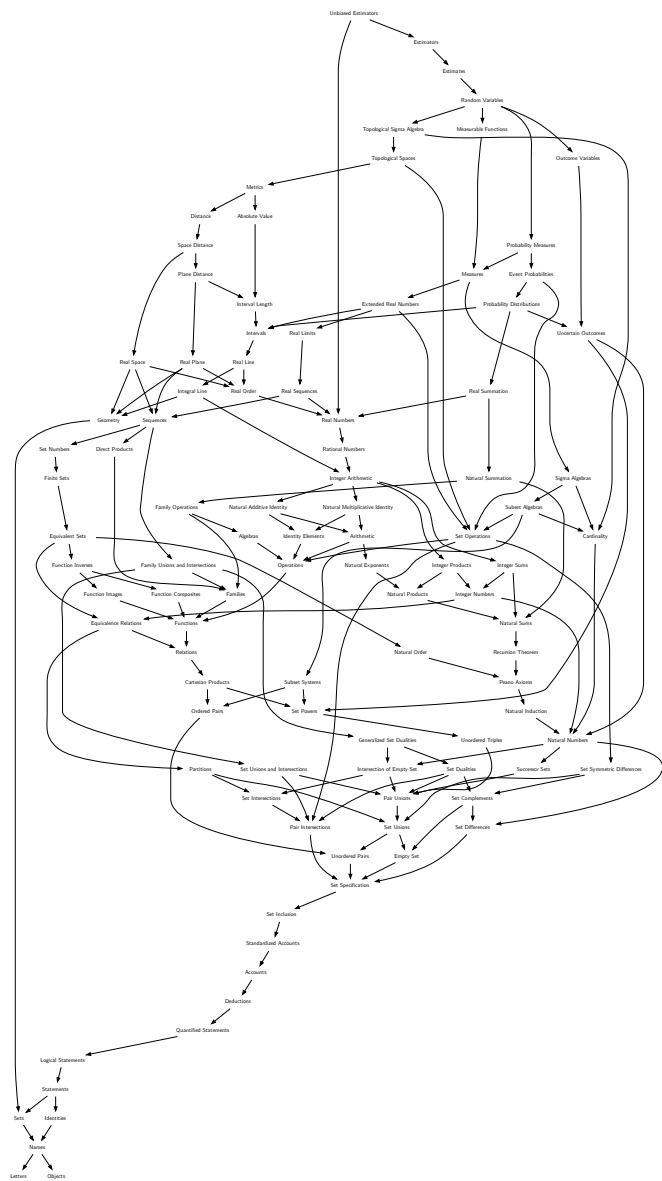 Unbiased Estimators
Estimators
Estimates
Random Variables
Topological Sigma Algebra Measurable Functions
Topological Spaces Outcome Variables
Metrics
Distance Absolute Value
Space Distance Probability Measures
Plane Distance Measures Event Probabilities
Interval Length Extended Real Numbers Probability Distributions
Intervals Real Limits Uncertain Outcomes
Real Space Real Plane Real Line
Integral Line Real Order Real Sequences Real Summation
Geometry Sequences Real Numbers
Set Numbers Direct Products Rational Numbers
Finite Sets Integer Arithmetic Natural Summation Sigma Algebras
Family Operations Natural Additive Identity Natural Multiplicative Identity Subset Algebras
Equivalent Sets Algebras Identity Elements Arithmetic Set Operations Cardinality
Function Inverses Family Unions and Intersections Operations Natural Exponents Integer Products Integer Sums
Function Images Function Composites Families Natural Products Integer Numbers
Equivalence Relations Functions Natural Sums
Relations Natural Order Recursion Theorem
Cartesian Products Subset Systems Peano Axioms
Ordered Pairs Set Powers Natural Induction
Generalized Set Dualities Unordered Triples Natural Numbers
Partitions Set Unions and Intersections Intersection of Empty Set Set Dualities Successor Sets Set Symmetric Differences
Set Intersections Pair Unions Set Complements
Pair Intersections Set Unions Set Differences
Unordered Pairs Empty Set
Set Specification
Set Inclusion
Standardized Accounts
Accounts
Deductions
Quantified Statements
Logical Statements
Statements
Sets Identities
Names
Letters Objects